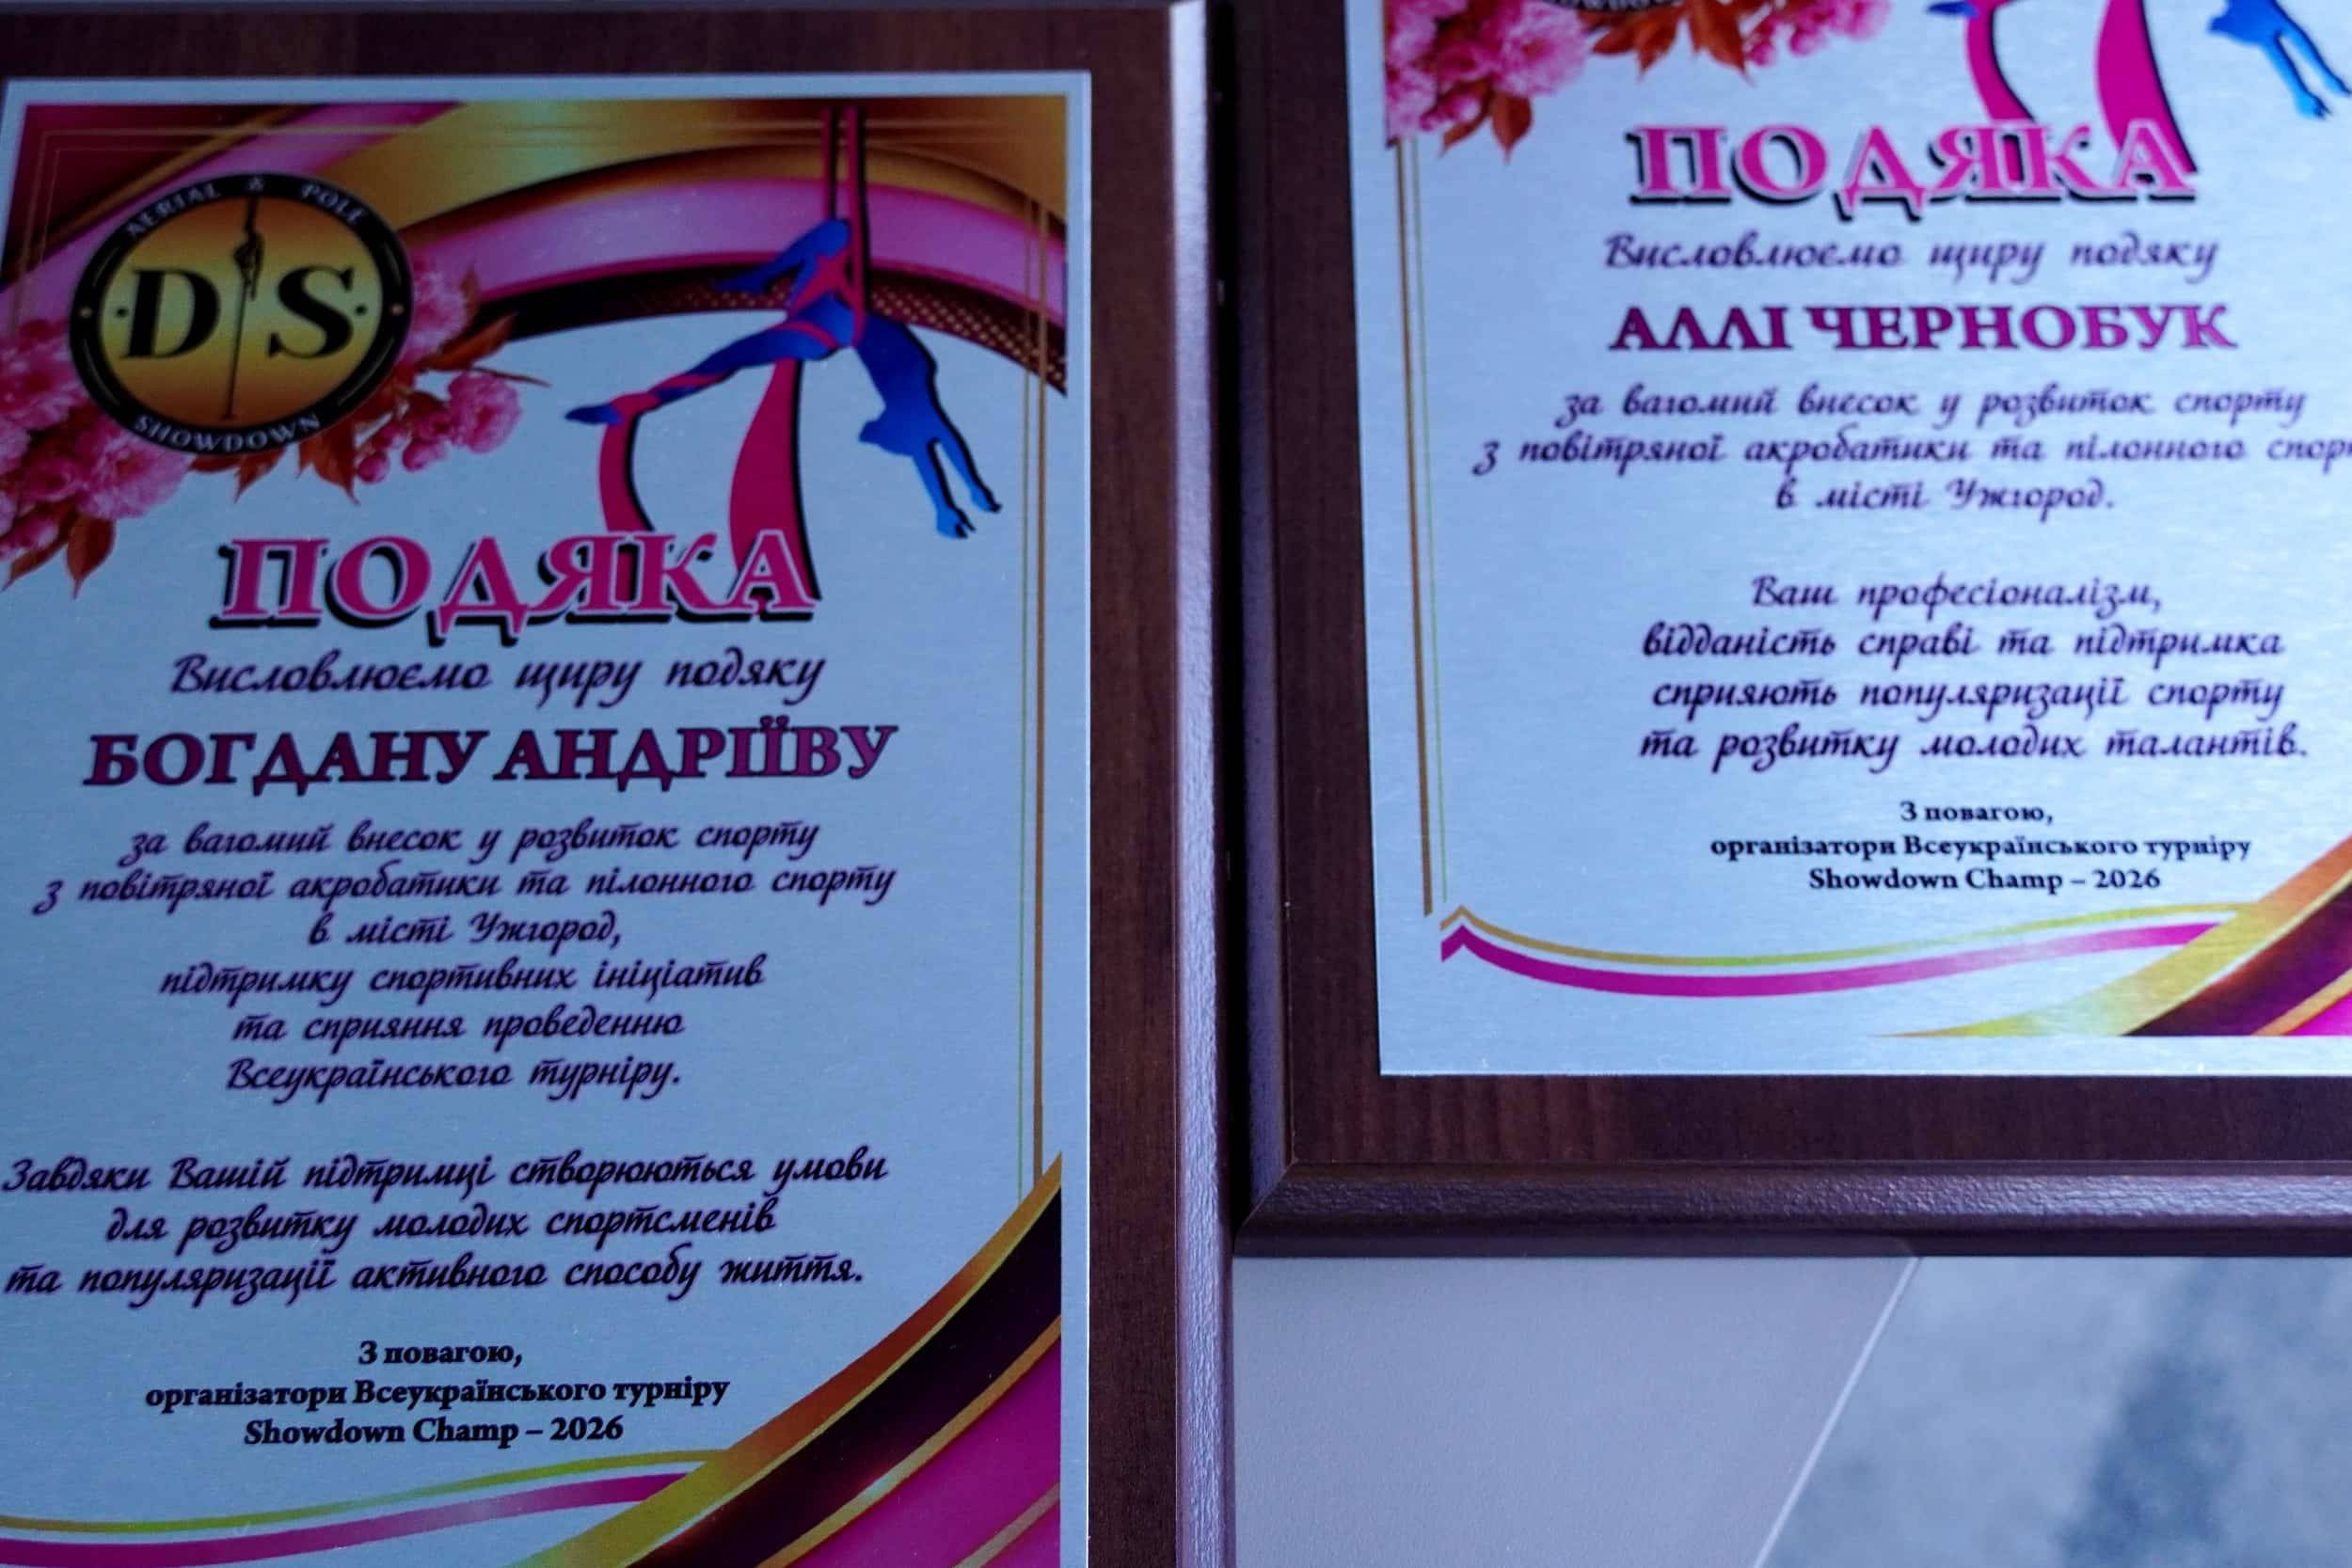 AERIAL & POLE
D S
SHOWDOWN
ПОДЯКА
Висловлюємо щиру подяку
БОГДАНУ АНДРІЇВУ
за вагомий внесок у розвиток спорту
з повітряної акробатики та пілонного спорту
в місті Ужгород,
підтримку спортивних ініціатив
та сприяння проведенню
Всеукраїнського турніру.
Завдяки Вашій підтримці створюються умови
для розвитку молодих спортсменів
та популяризації активного способу життя.
З повагою,
організатори Всеукраїнського турніру
Showdown Champ – 2026
ПОДЯКА
Висловлюємо щиру подяку
АЛЛІ ЧЕРНОБУК
за вагомий внесок у розвиток спорту
з повітряної акробатики та пілонного
в місті Ужгород.
Ваш професіоналізм,
відданість справі та підтримка
сприяють популяризації спорту
та розвитку молодих талантів.
З повагою,
організатори Всеукраїнського турніру
Showdown Champ – 2026